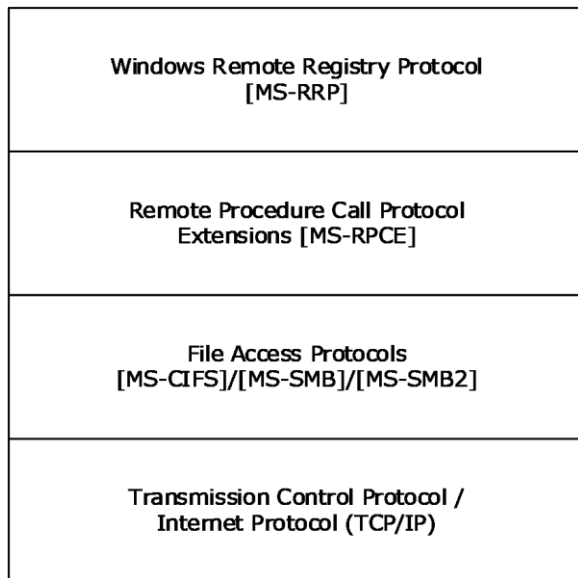 Windows Remote Registry Protocol
[MS-RRP]
Remote Procedure Call Protocol
Extensions [MS-RPCE]
File Access Protocols
[MS-CIFS]/[MS-SMB]/[MS-SMB2]
Transmission Control Protocol /
Internet Protocol (TCP/IP)